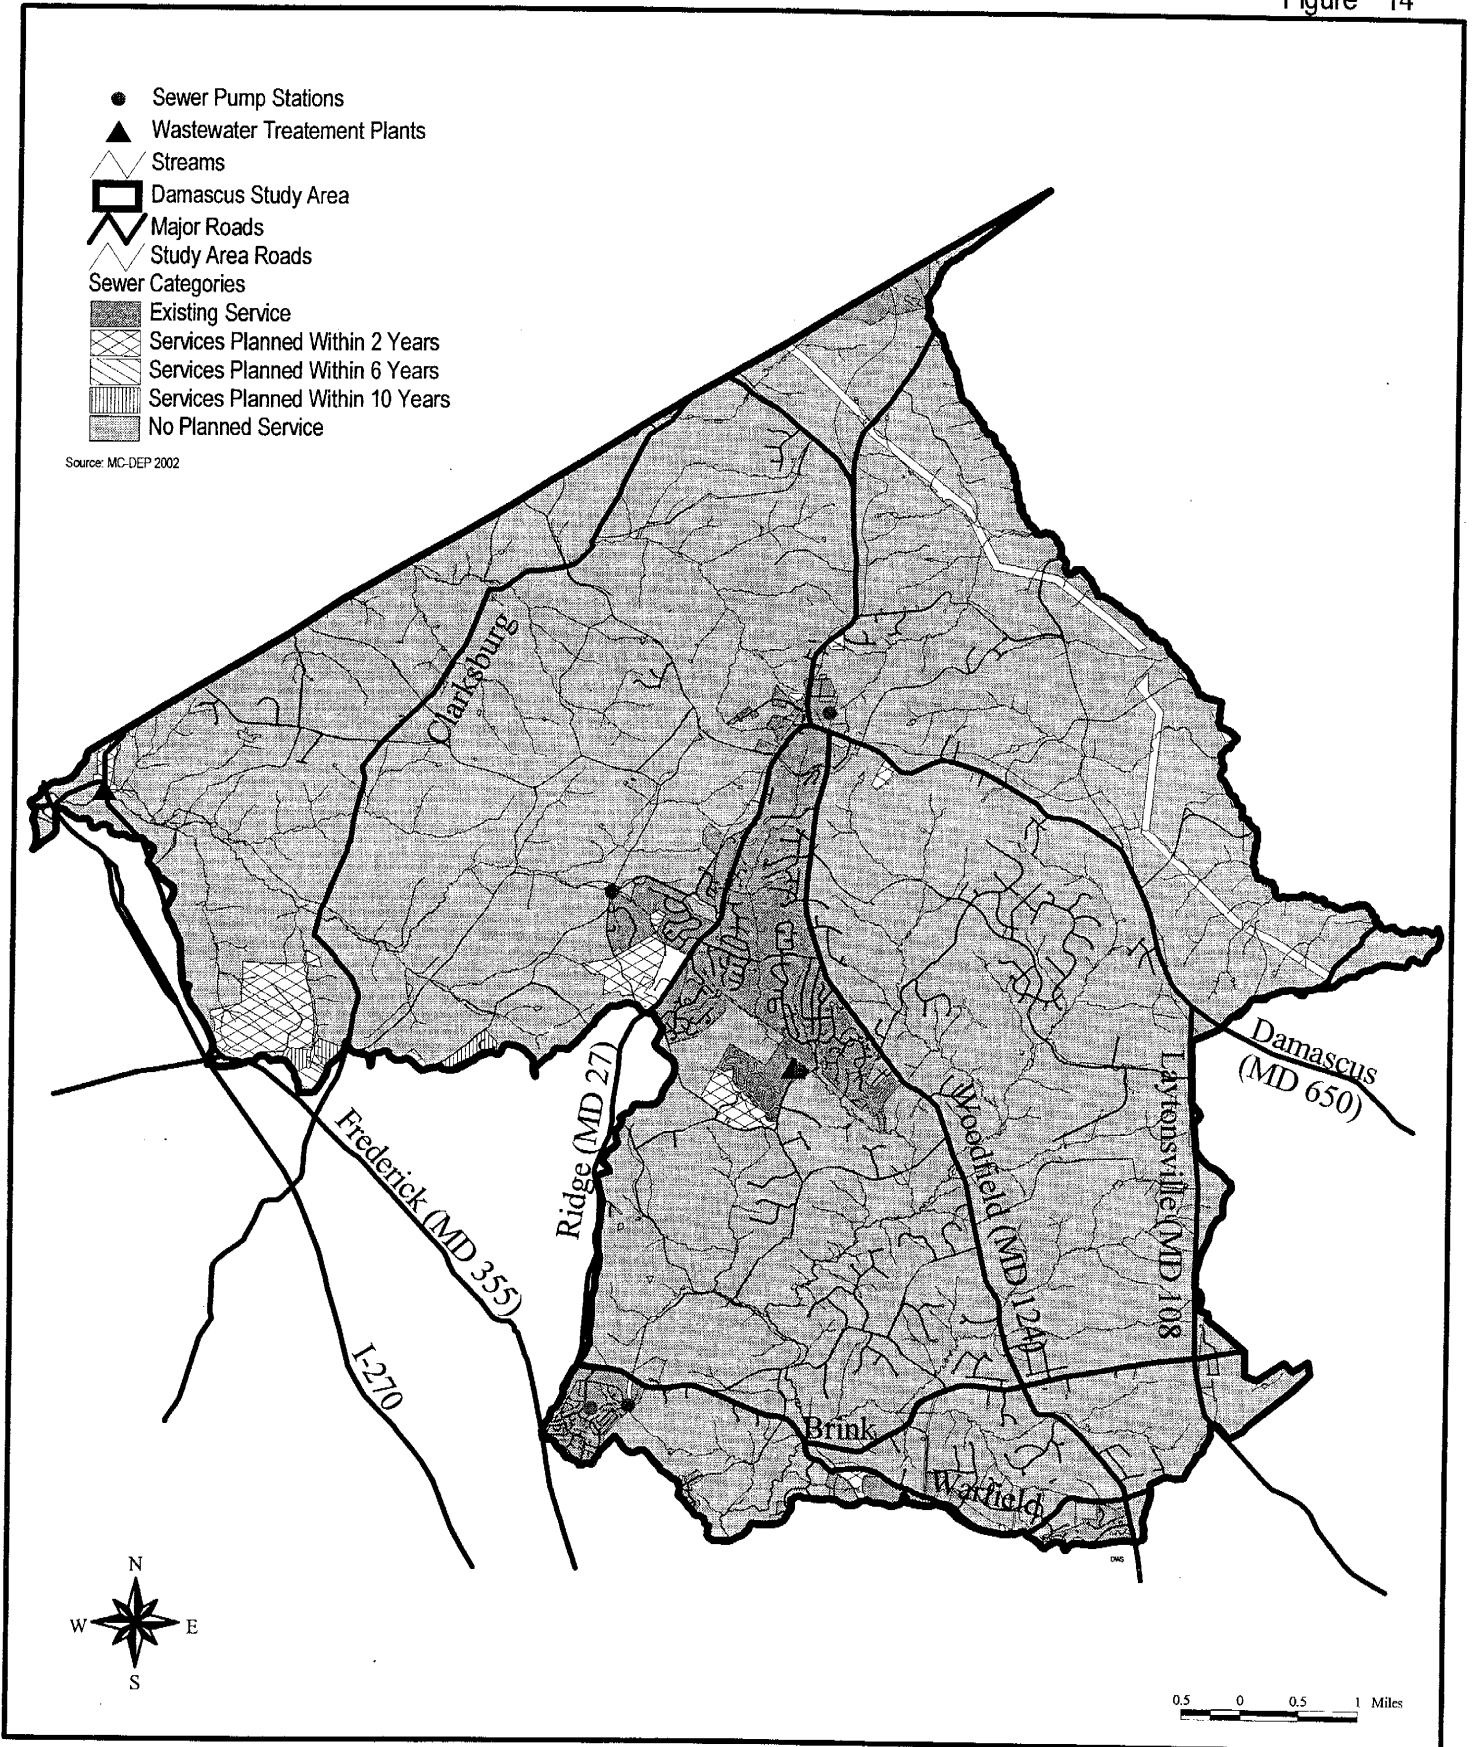 Figure 14
Sewer Pump Stations
Wastewater Treatement Plants
Streams
Damascus Study Area
Major Roads
Study Area Roads
Sewer Categories
Existing Service
Services Planned Within 2 Years
Services Planned Within 6 Years
Services Planned Within 10 Years
No Planned Service
Source: MC-DEP 2002
Clarksburg
Damascus
(MD 650)
Laytonsville (MD 108
Woodfield (MD 124)
Ridge (MD 27)
Frederick (MD 355)
I-270
Brink
Warfield
DWS
N
W E
S
0.5 0 0.5 1 Miles